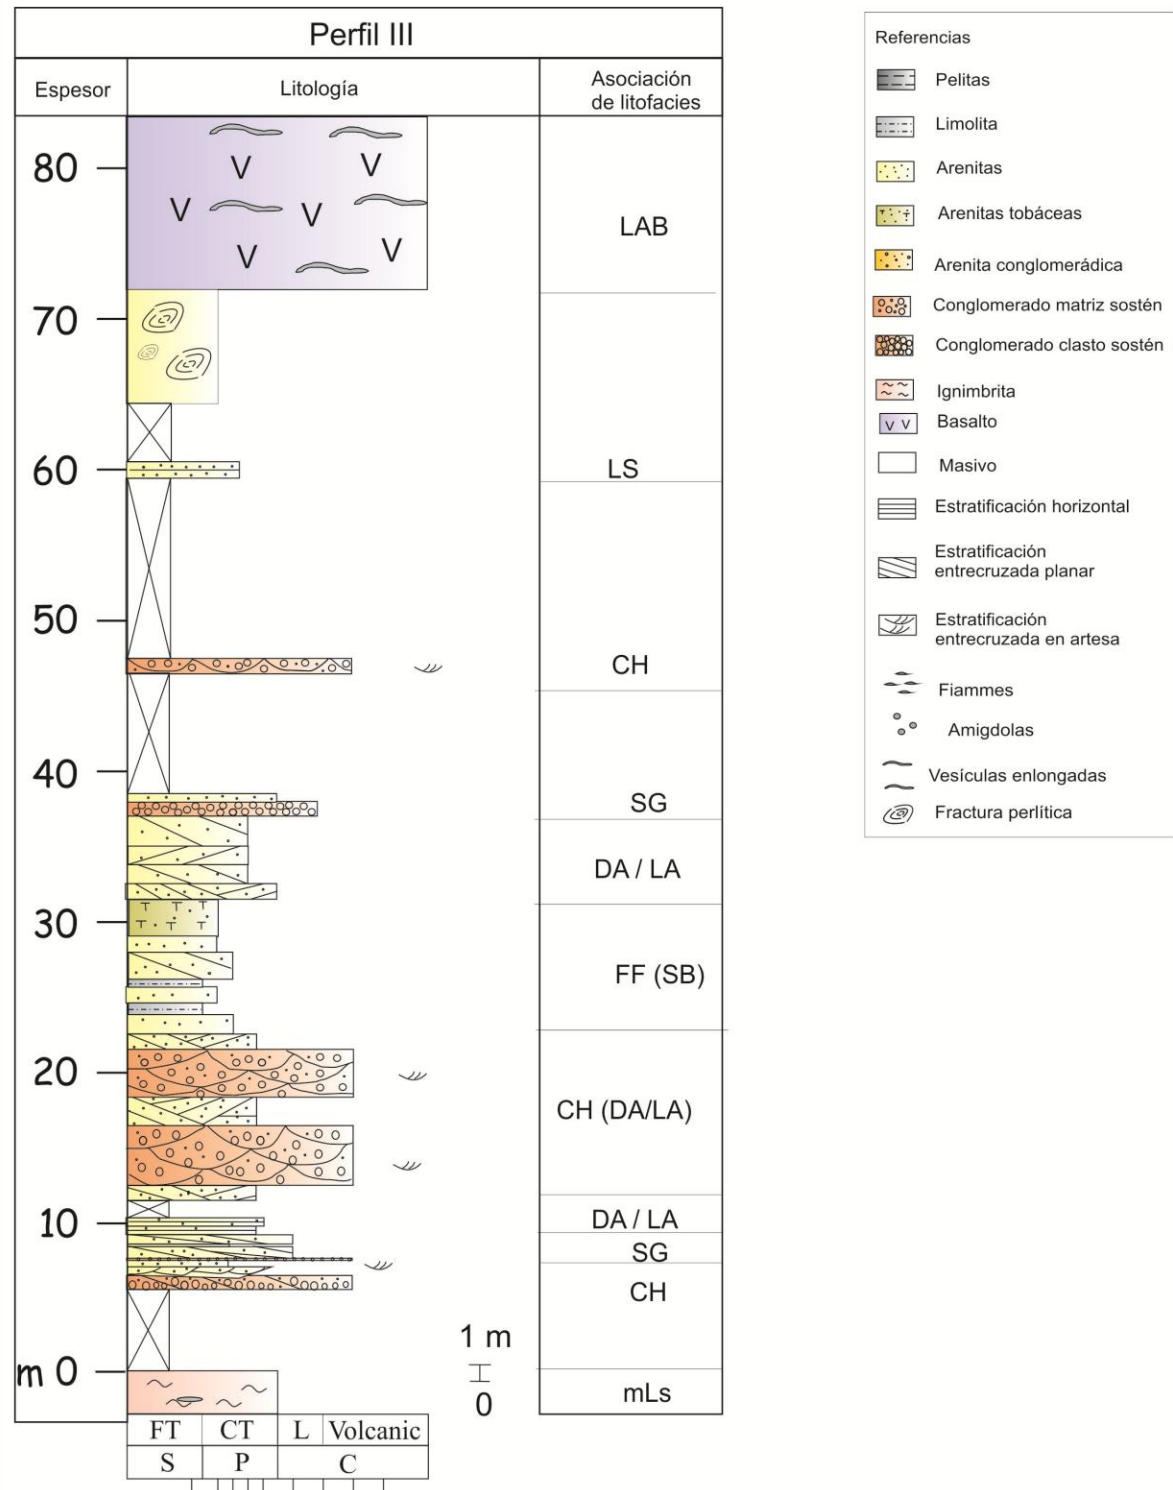 Perfil III
Espesor
Litología
Asociación
de litofacies
80
LAB
70
60
LS
50
CH
40
SG
DA / LA
30
FF (SB)
20
CH (DA/LA)
10
DA / LA
SG
CH
1 m
0
m 0
mLs
FT CT L Volcanic
S P C
Referencias
Pelitas
Limolita
Arenitas
Arenitas tobáceas
Arenita conglomerádica
Conglomerado matriz sostén
Conglomerado clasto sostén
Ignimbrita
Basalto
Masivo
Estratificación horizontal
Estratificación
entrecruzada planar
Estratificación
entrecruzada en artesa
Fiammes
Amigdolas
Vesículas enlongadas
Fractura perlítica